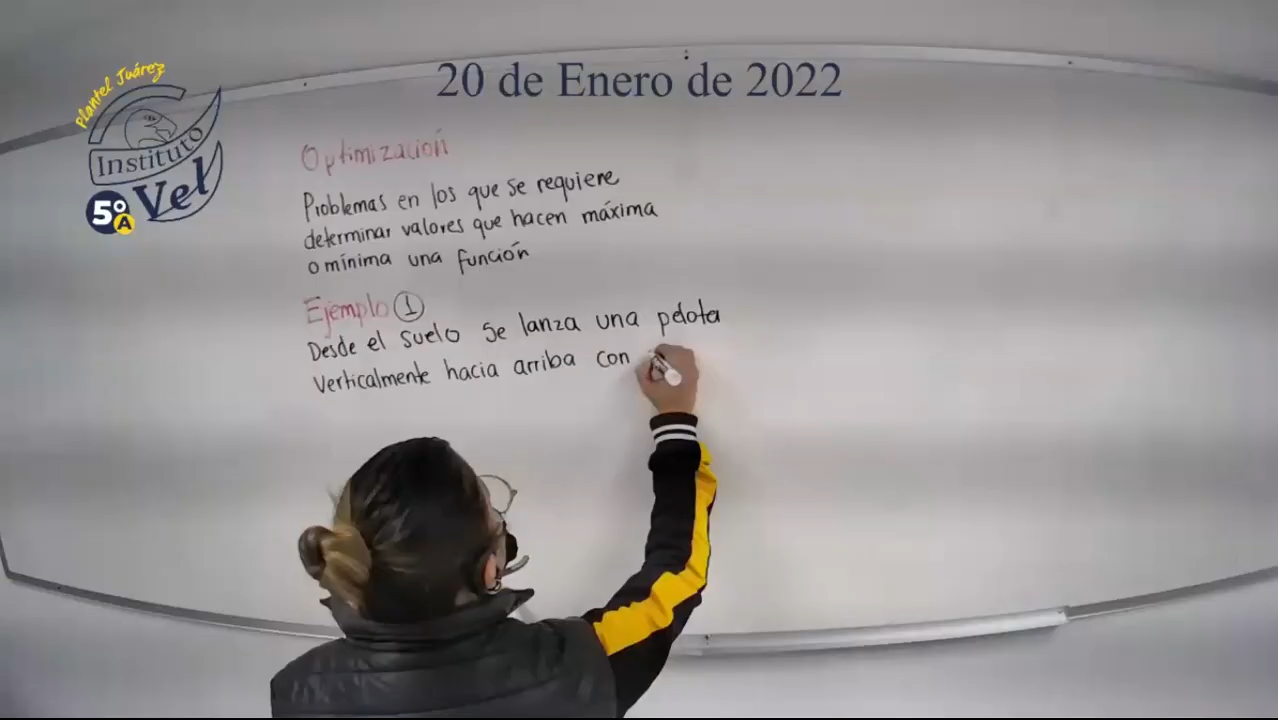 Plantel Juárez
Instituto
Vel
5º A
20 de Enero de 2022
Optimización
Problemas en los que se requiere
determinar valores que hacen máxima
o mínima una función
Ejemplo 1
Desde el suelo se lanza una pelota
Verticalmente hacia arriba con